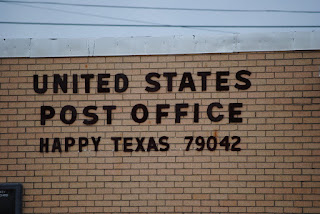 UNITED STATES
POST OFFICE
HAPPY TEXAS 79042